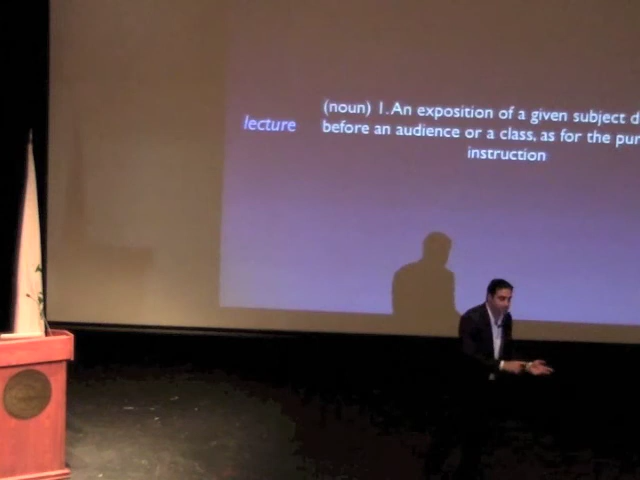 (noun) 1. An exposition of a given subject d
lecture before an audience or a class, as for the pur
instruction